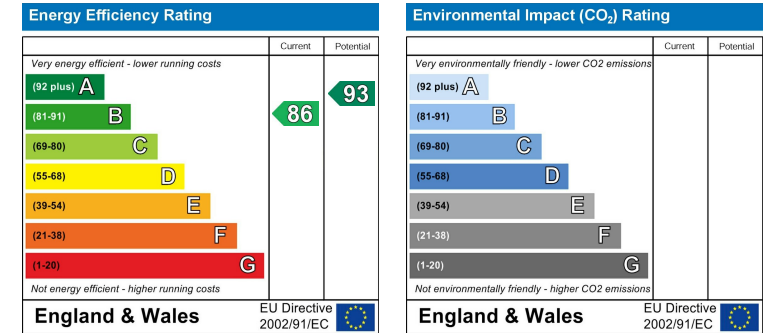 Energy Efficiency Rating
Current Potential
Very energy efficient - lower running costs
(92 plus) A
(81-91) B
(69-80) C
(55-68) D
(39-54) E
(21-38) F
(1-20) G
86
93
Not energy efficient - higher running costs
England & Wales
EU Directive
2002/91/EC
Environmental Impact (CO₂) Rating
Current Potential
Very environmentally friendly - lower CO2 emissions
(92 plus) A
(81-91) B
(69-80) C
(55-68) D
(39-54) E
(21-38) F
(1-20) G
Not environmentally friendly - higher CO2 emissions
England & Wales
EU Directive
2002/91/EC